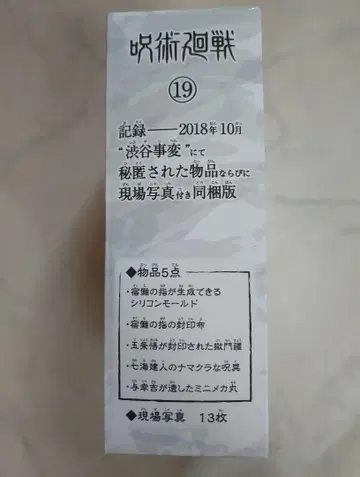 呪術廻戦
⑲
記録――2018年10月
“渋谷事変”にて
秘匿された物品ならびに
現場写真付き同梱版
◆物品5点
・宿儺の指が生成できる
シリコンモールド
・宿儺の指の封印布
・五条悟が封印された獄門疆
・七海建人のナマクラな呪具
・与幸吉が遺したミニメカ丸
◆現場写真 13枚